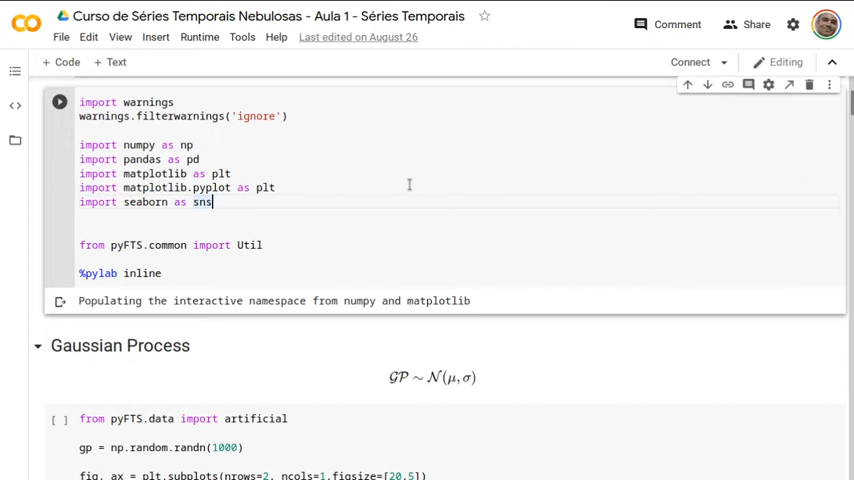 Curso de Séries Temporais Nebulosas - Aula 1 - Séries Temporais
Comment
Share
File Edit View Insert Runtime Tools Help Last edited on August 26
+ Code + Text
Connect
Editing
import warnings
warnings.filterwarnings('ignore')
import numpy as np
import pandas as pd
import matplotlib as plt
import matplotlib.pyplot as plt
import seaborn as sns
from pyFTS.common import Util
%pylab inline
Populating the interactive namespace from numpy and matplotlib
Gaussian Process
𝒢𝒫 ∼ 𝒩(μ, σ)
[ ] from pyFTS.data import artificial
gp = np.random.randn(1000)
fig, ax = plt.subplots(nrows=2, ncols=1,figsize=[20,5])